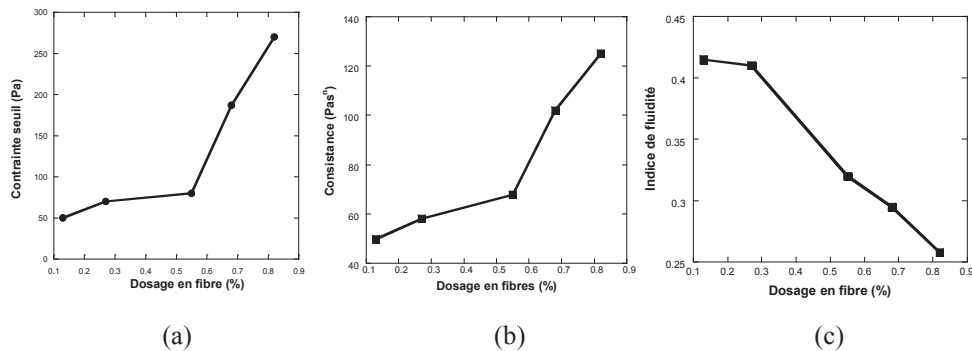 300
250
200
150
100
50
0
Contrainte seuil (Pa)
0.1 0.2 0.3 0.4 0.5 0.6 0.7 0.8 0.9
Dosage en fibre (%)
(a)
140
120
100
80
60
40
Consistance (Pasⁿ)
0.1 0.2 0.3 0.4 0.5 0.6 0.7 0.8 0.9
Dosage en fibres (%)
(b)
0.45
0.4
0.35
0.3
0.25
Indice de fluidité
0.1 0.2 0.3 0.4 0.5 0.6 0.7 0.8 0.9
Dosage en fibre (%)
(c)